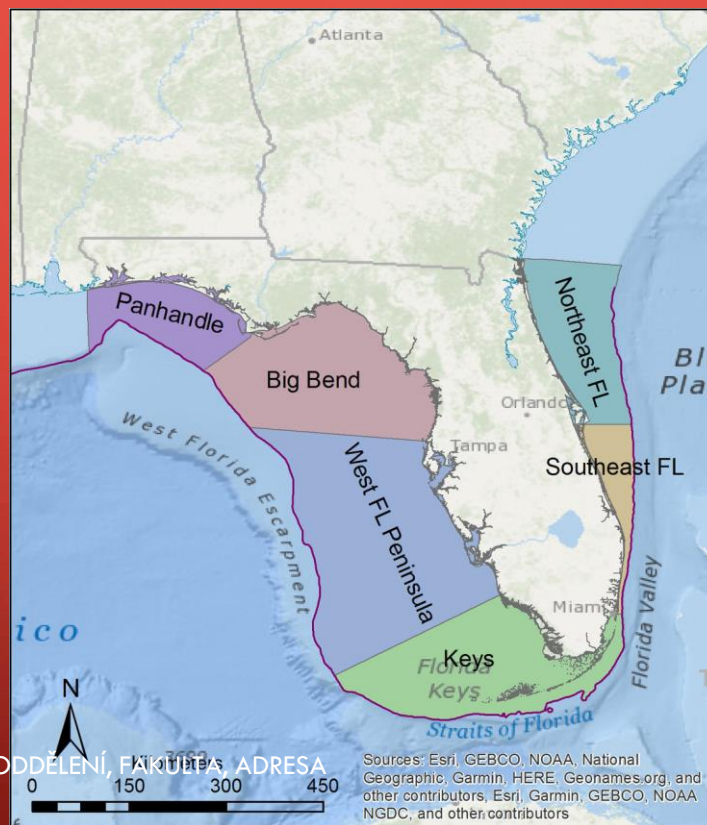 Atlanta
Panhandle
Big Bend
Northeast FL
Bl
Pla
Orlando
Tampa
Southeast FL
West Florida Escarpment
West FL Peninsula
Miami
Florida Valley
ico
Keys
Florida
Keys
Straits of Florida
N
ODDĚLENÍ, FAKULTA, ADRESA
Kilometers
0 150 300 450
Sources: Esri, GEBCO, NOAA, National
Geographic, Garmin, HERE, Geonames.org, and
other contributors, Esri, Garmin, GEBCO, NOAA
NGDC, and other contributors